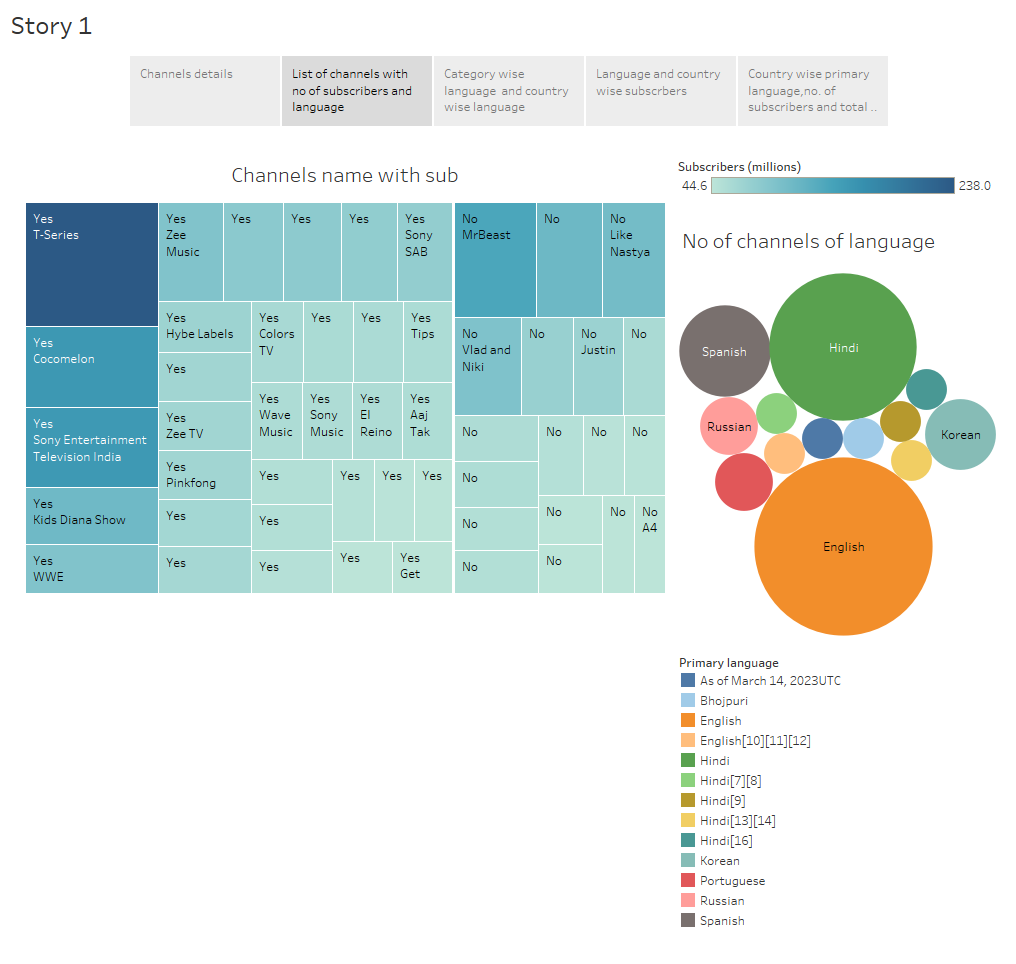 Story 1
Channels details
List of channels with
no of subscribers and
language
Category wise
language and country
wise language
Language and country
wise subscrbers
Country wise primary
language,no. of
subscribers and total ..
Channels name with sub
Yes
T-Series
Yes
Cocomelon
Yes
Sony Entertainment
Television India
Yes
Kids Diana Show
Yes
WWE
Yes
Zee
Music
Yes
Yes
Yes
Yes
Sony
SAB
Yes
Hybe Labels
Yes
Yes
Zee TV
Yes
Pinkfong
Yes
Yes
Yes
Colors
TV
Yes
Yes
Yes
Tips
Yes
Wave
Music
Yes
Sony
Music
Yes
El
Reino
Yes
Aaj
Tak
Yes
Yes
Yes
Yes
Yes
Yes
Yes
Yes
Get
No
MrBeast
No
No
Like
Nastya
No
Vlad and
Niki
No
No
Justin
No
No
No
No
No
No
No
No
No
No
No
No
A4
Subscribers (millions)
44.6
238.0
No of channels of language
Spanish
Hindi
Russian
Korean
English
Primary language
As of March 14, 2023UTC
Bhojpuri
English
English[10][11][12]
Hindi
Hindi[7][8]
Hindi[9]
Hindi[13][14]
Hindi[16]
Korean
Portuguese
Russian
Spanish